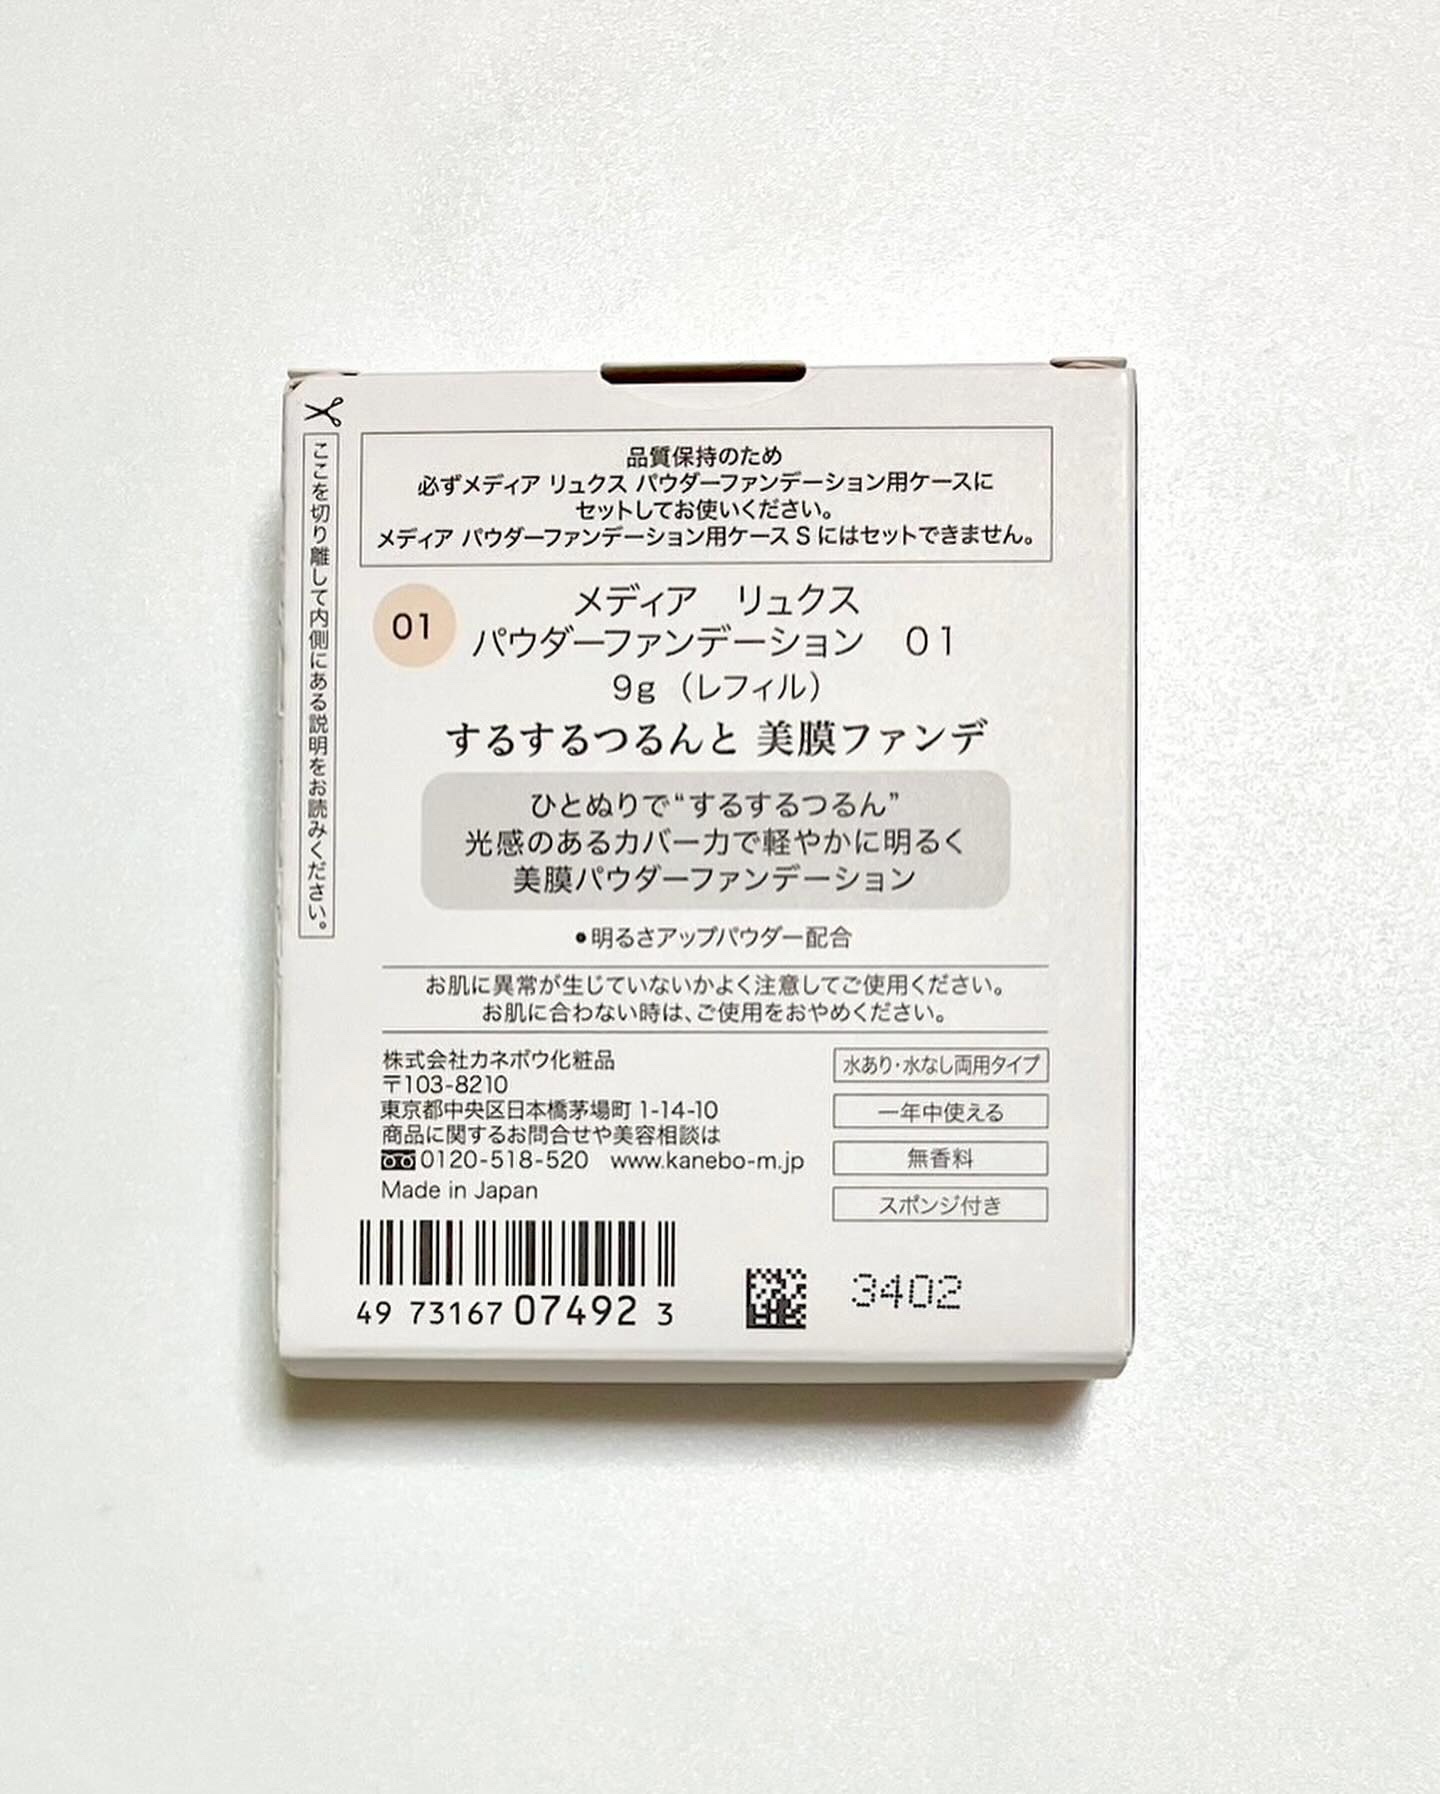 ここを切り離して内側にある説明をお読みください。
品質保持のため
必ずメディア リュクス パウダーファンデーション用ケースに
セットしてお使いください。
メディア パウダーファンデーション用ケース S にはセットできません。
01
メディア リュクス
パウダーファンデーション 01
9g（レフィル）
するするつるんと 美膜ファンデ
ひとぬりで“するするつるん”
光感のあるカバー力で軽やかに明るく
美膜パウダーファンデーション
•明るさアップパウダー配合
お肌に異常が生じていないかよく注意してご使用ください。
お肌に合わない時は、ご使用をおやめください。
株式会社カネボウ化粧品
〒103-8210
東京都中央区日本橋茅場町 1-14-10
商品に関するお問合せや美容相談は
0120-518-520 www.kanebo-m.jp
Made in Japan
水あり・水なし両用タイプ
一年中使える
無香料
スポンジ付き
49 73167 07492 3
3402